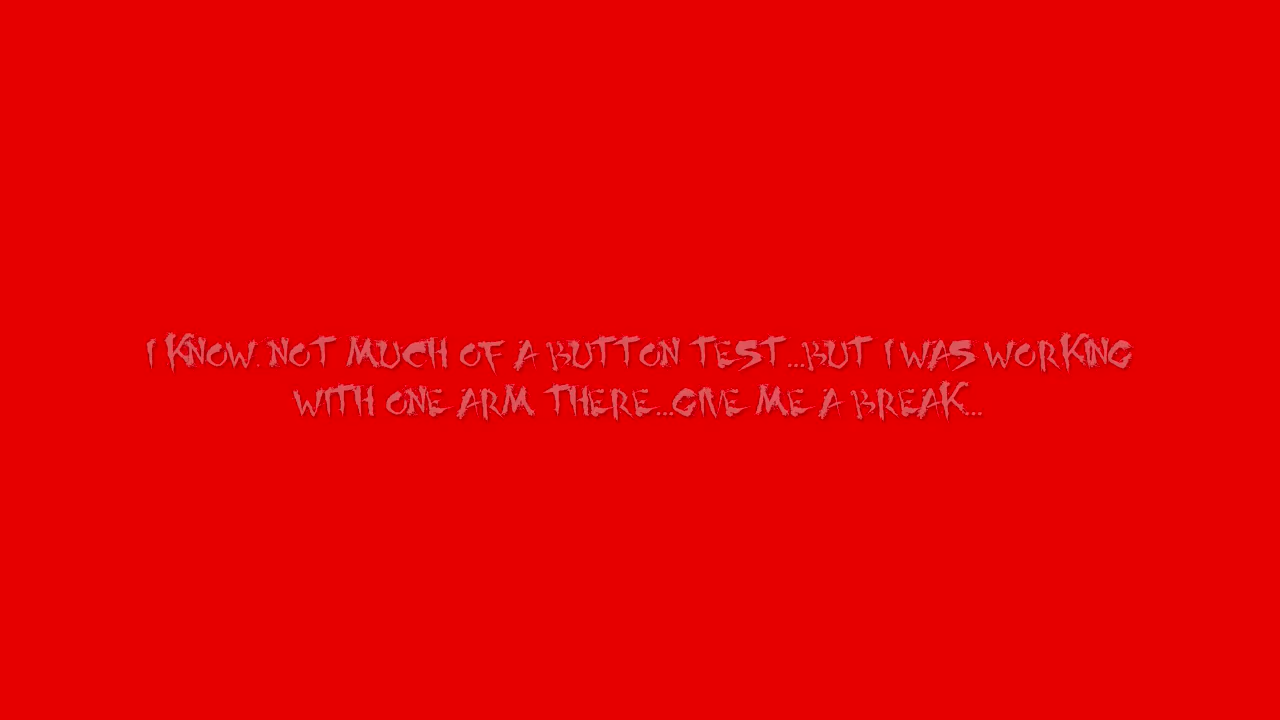 I KNOW. NOT MUCH OF A BUTTON TEST...BUT I WAS WORKING
WITH ONE ARM THERE...GIVE ME A BREAK...